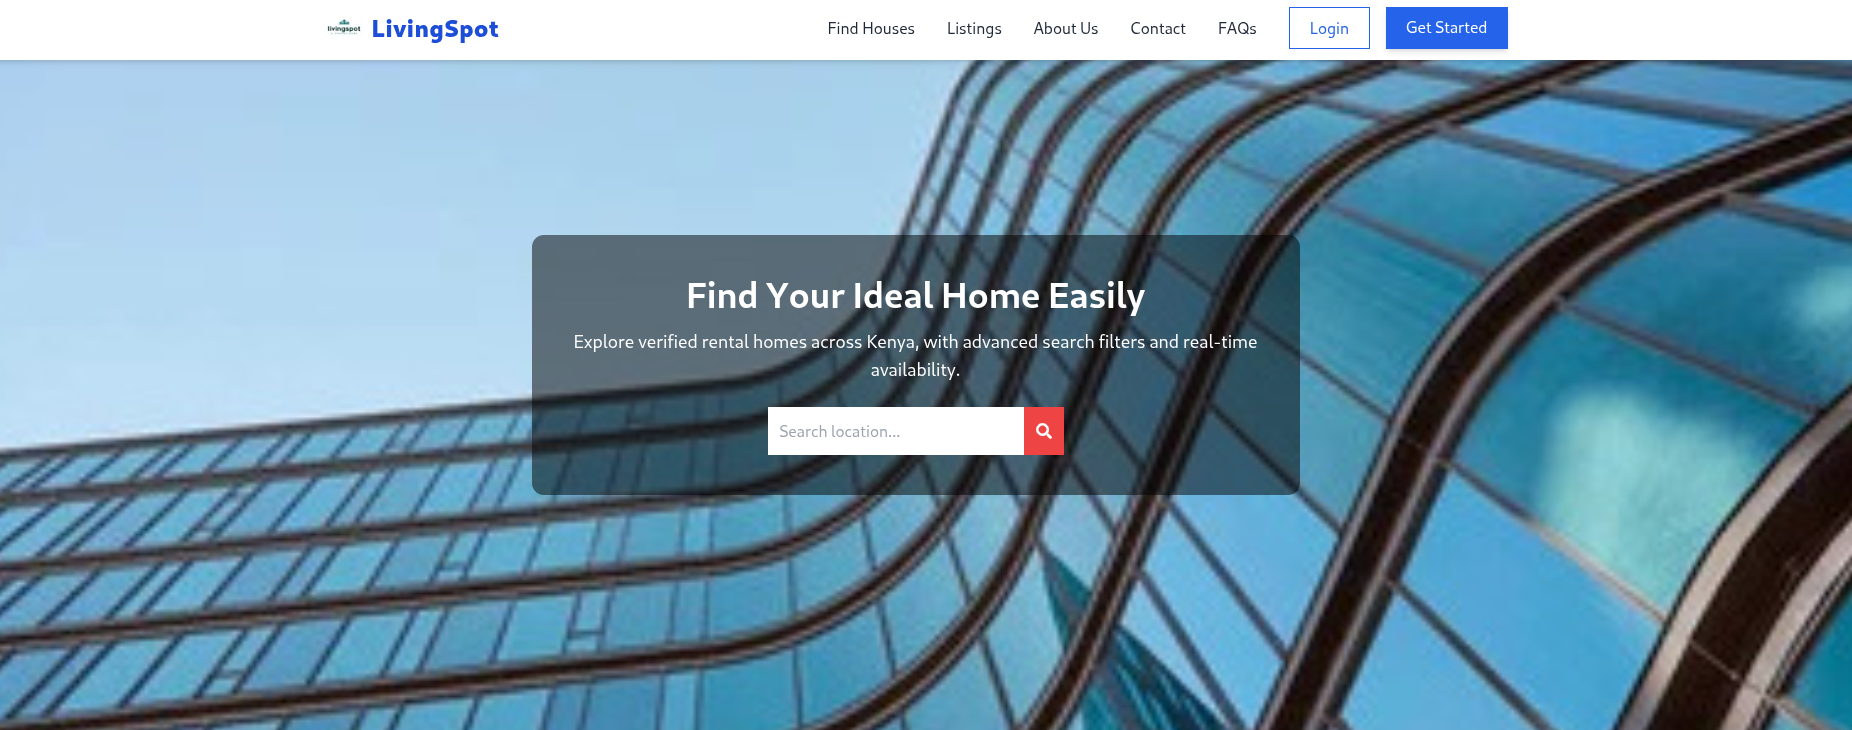 livingspot
LivingSpot
Find Houses
Listings
About Us
Contact
FAQs
Login
Get Started
Find Your Ideal Home Easily
Explore verified rental homes across Kenya, with advanced search filters and real-time
availability.
Search location...